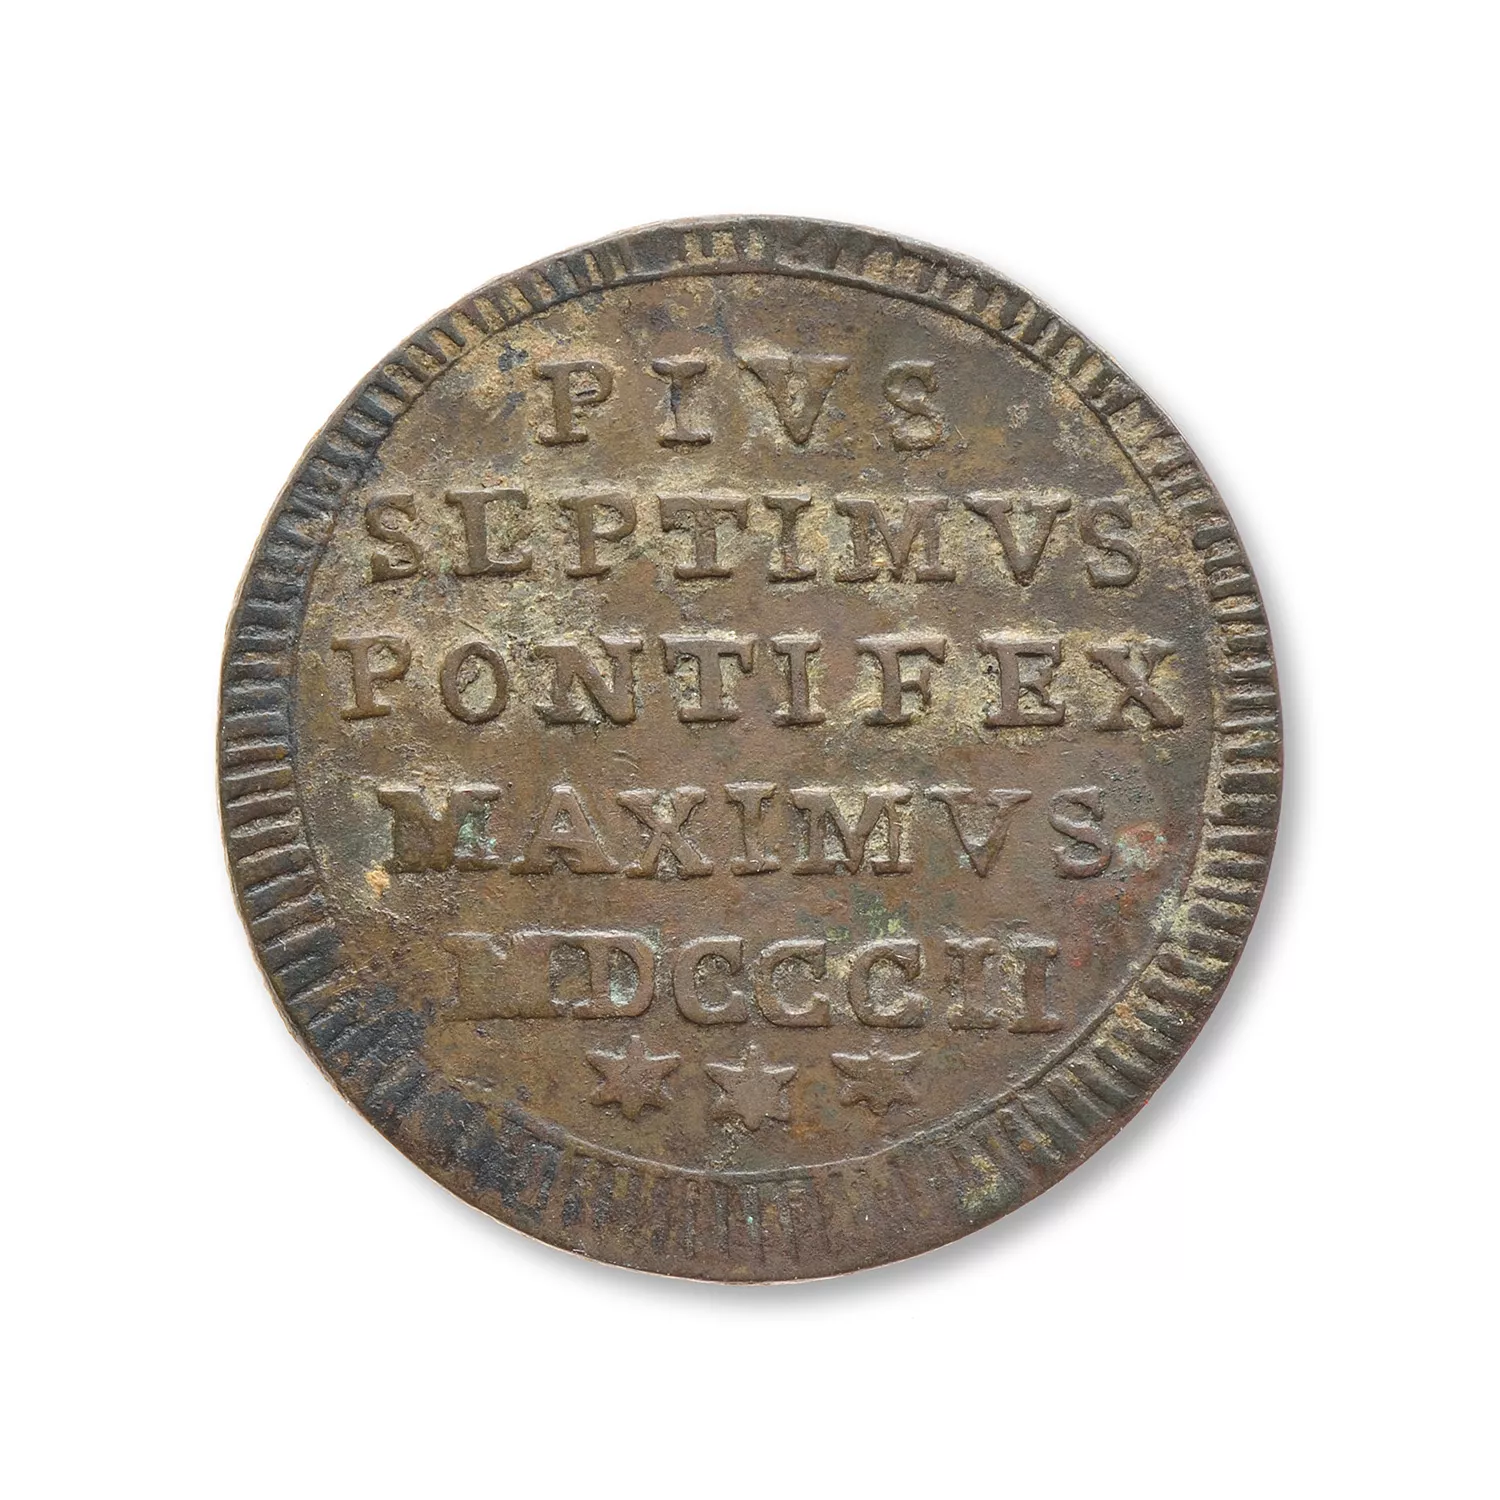 PIVS
SEPTIMVS
PONTIFEX
MAXIMVS
MDCCCII